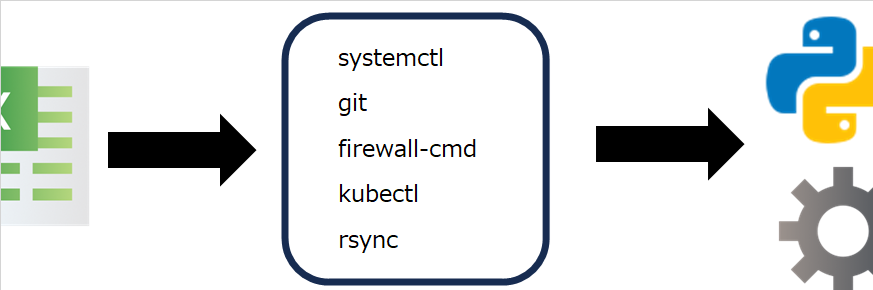 systemctl
git
firewall-cmd
kubectl
rsync